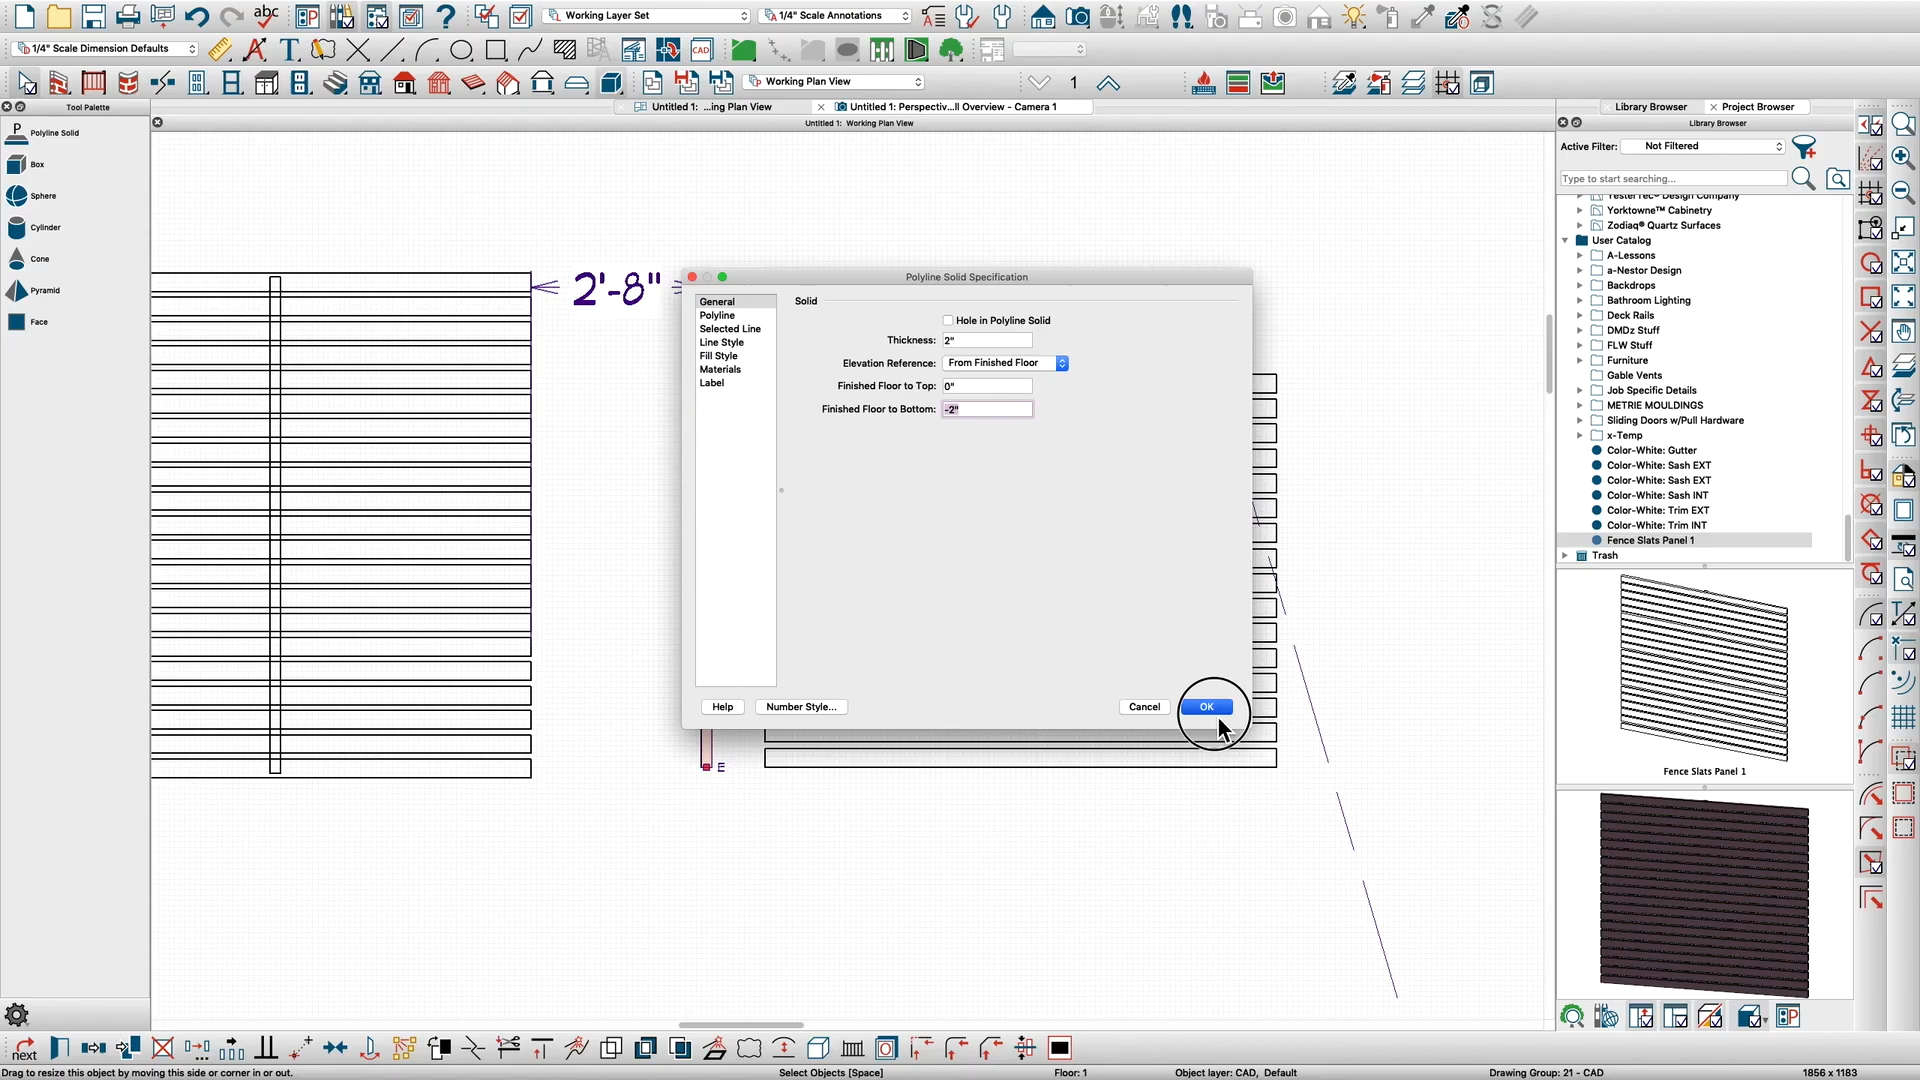 abc
Working Layer Set
1/4" Scale Annotations
1/4" Scale Dimension Defaults
CAD
Working Plan View
1
Tool Palette
Untitled 1: ...ing Plan View
Untitled 1: Perspectiv...ll Overview - Camera 1
Untitled 1: Working Plan View
Library Browser
Project Browser
Library Browser
Polyline Solid
Box
Sphere
Cylinder
Cone
Pyramid
Face
Active Filter:
Not Filtered
Type to start searching...
YesterTec® Design Company
Yorktowne™ Cabinetry
Zodiaq® Quartz Surfaces
User Catalog
A-Lessons
a-Nestor Design
Backdrops
Bathroom Lighting
Deck Rails
DMDz Stuff
FLW Stuff
Furniture
Gable Vents
Job Specific Details
METRIE MOULDINGS
Sliding Doors w/Pull Hardware
x-Temp
Color-White: Gutter
Color-White: Sash EXT
Color-White: Sash EXT
Color-White: Sash INT
Color-White: Trim EXT
Color-White: Trim INT
Fence Slats Panel 1
Trash
Fence Slats Panel 1
2'-8"
Polyline Solid Specification
General
Polyline
Selected Line
Line Style
Fill Style
Materials
Label
Solid
Hole in Polyline Solid
Thickness: 2"
Elevation Reference: From Finished Floor
Finished Floor to Top: 0"
Finished Floor to Bottom: -2"
Help
Number Style...
Cancel
OK
E
next
Drag to resize this object by moving this side or corner in or out.
Select Objects [Space]
Floor: 1
Object layer: CAD, Default
Drawing Group: 21 - CAD
1856 x 1183